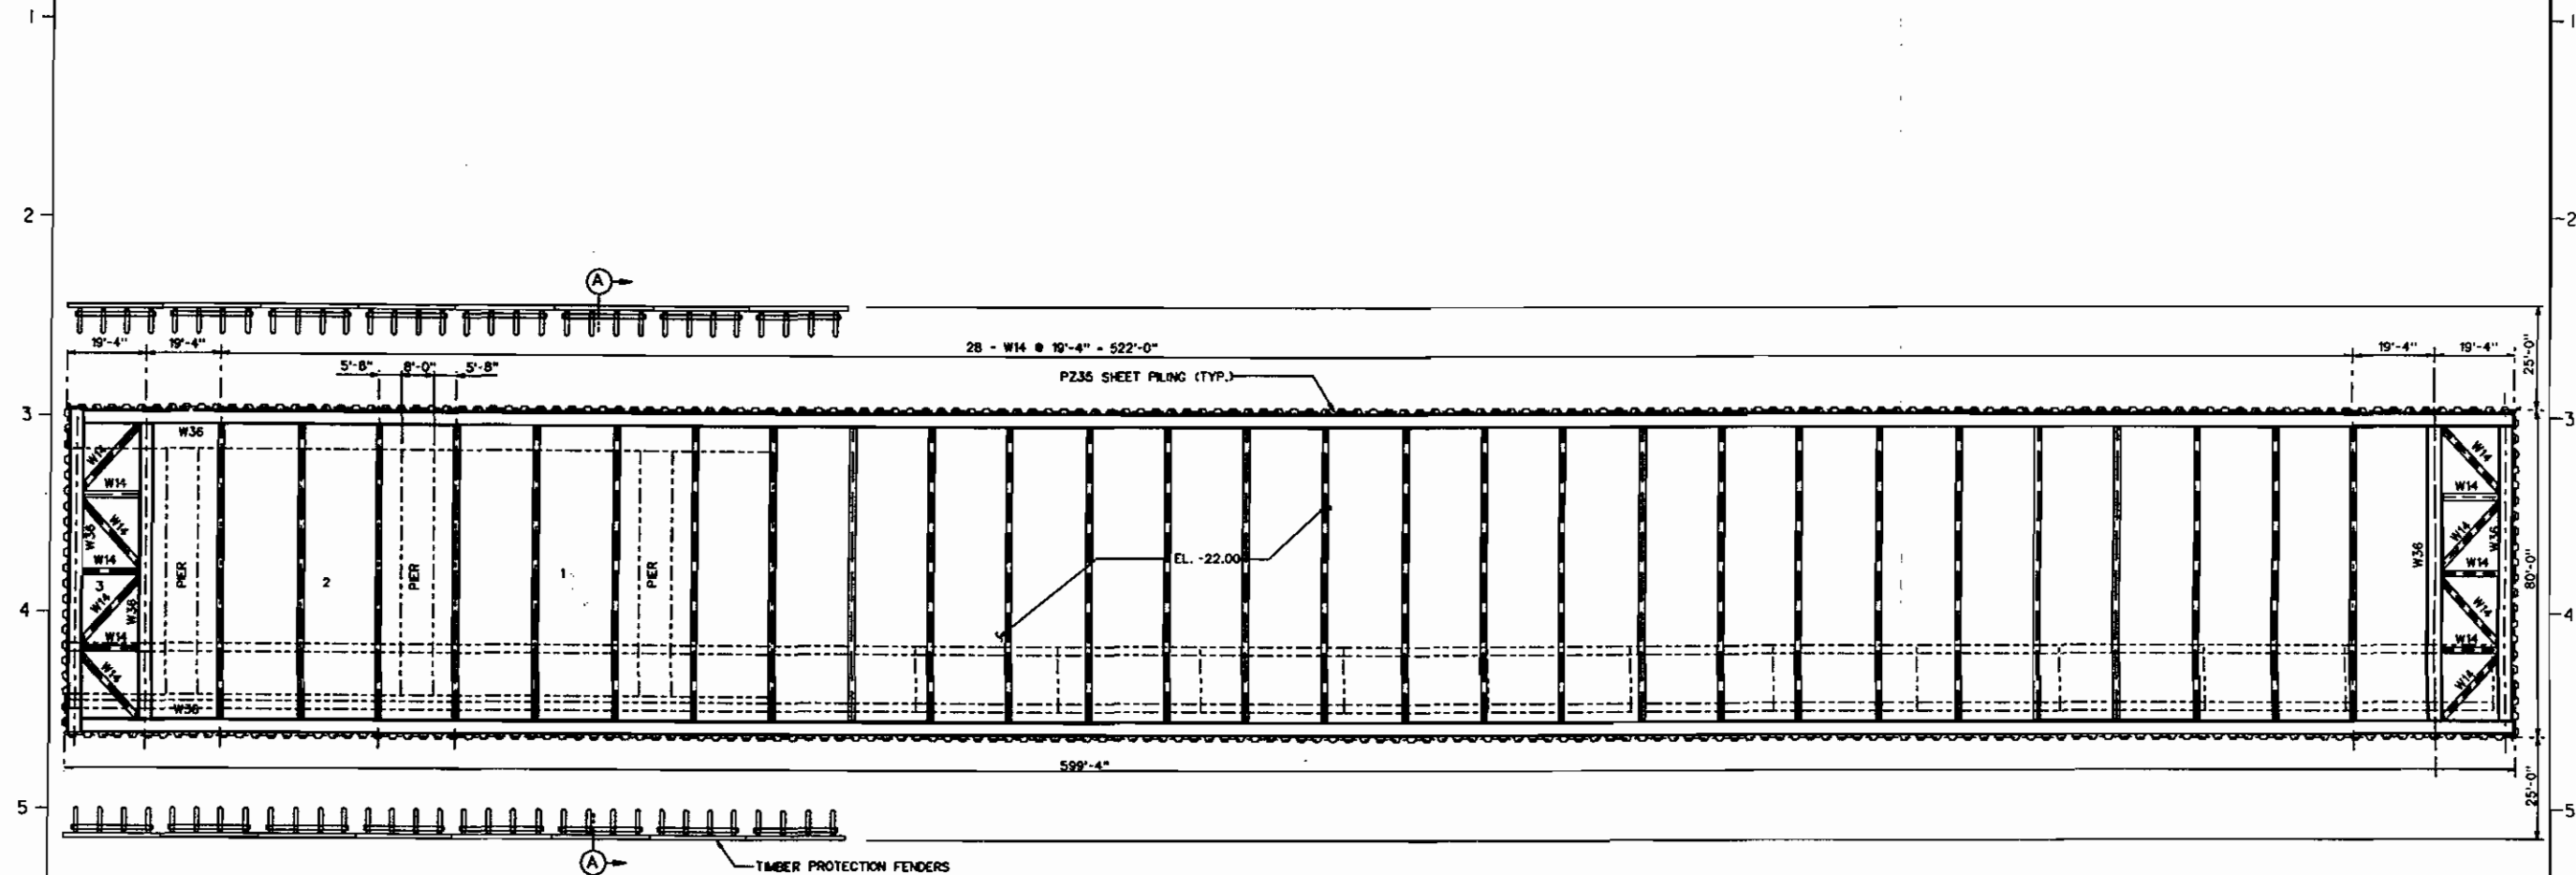 1
1
2
2
A
19'-4"
19'-4"
28 - W14 @ 19'-4" - 522'-0"
19'-4"
19'-4"
25'-0"
5'-8"
8'-0"
5'-8"
PZ35 SHEET PILING (TYP.)
3
3
W36
W14
W14
W14
W14
W36
W14
W14
W36
W14
W36
80'-0"
EL. -22.00
PIER
2
PIER
1
PIER
W14
W14
3
W14
W36
W14
W14
4
4
W14
W14
W14
W36
599'-4"
5
5
25'-0"
A
TIMBER PROTECTION FENDERS